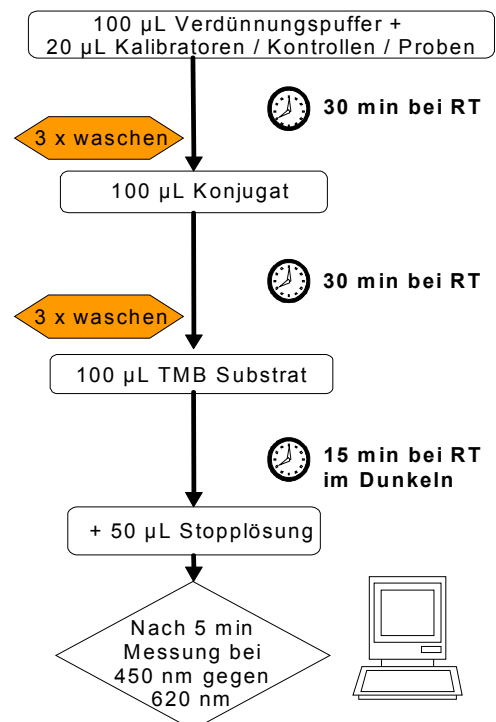 100 µL Verdünnungspuffer +
20 µL Kalibratoren / Kontrollen / Proben
30 min bei RT
3 x waschen
100 µL Konjugat
30 min bei RT
3 x waschen
100 µL TMB Substrat
15 min bei RT
im Dunkeln
+ 50 µL Stopplösung
Nach 5 min
Messung bei
450 nm gegen
620 nm